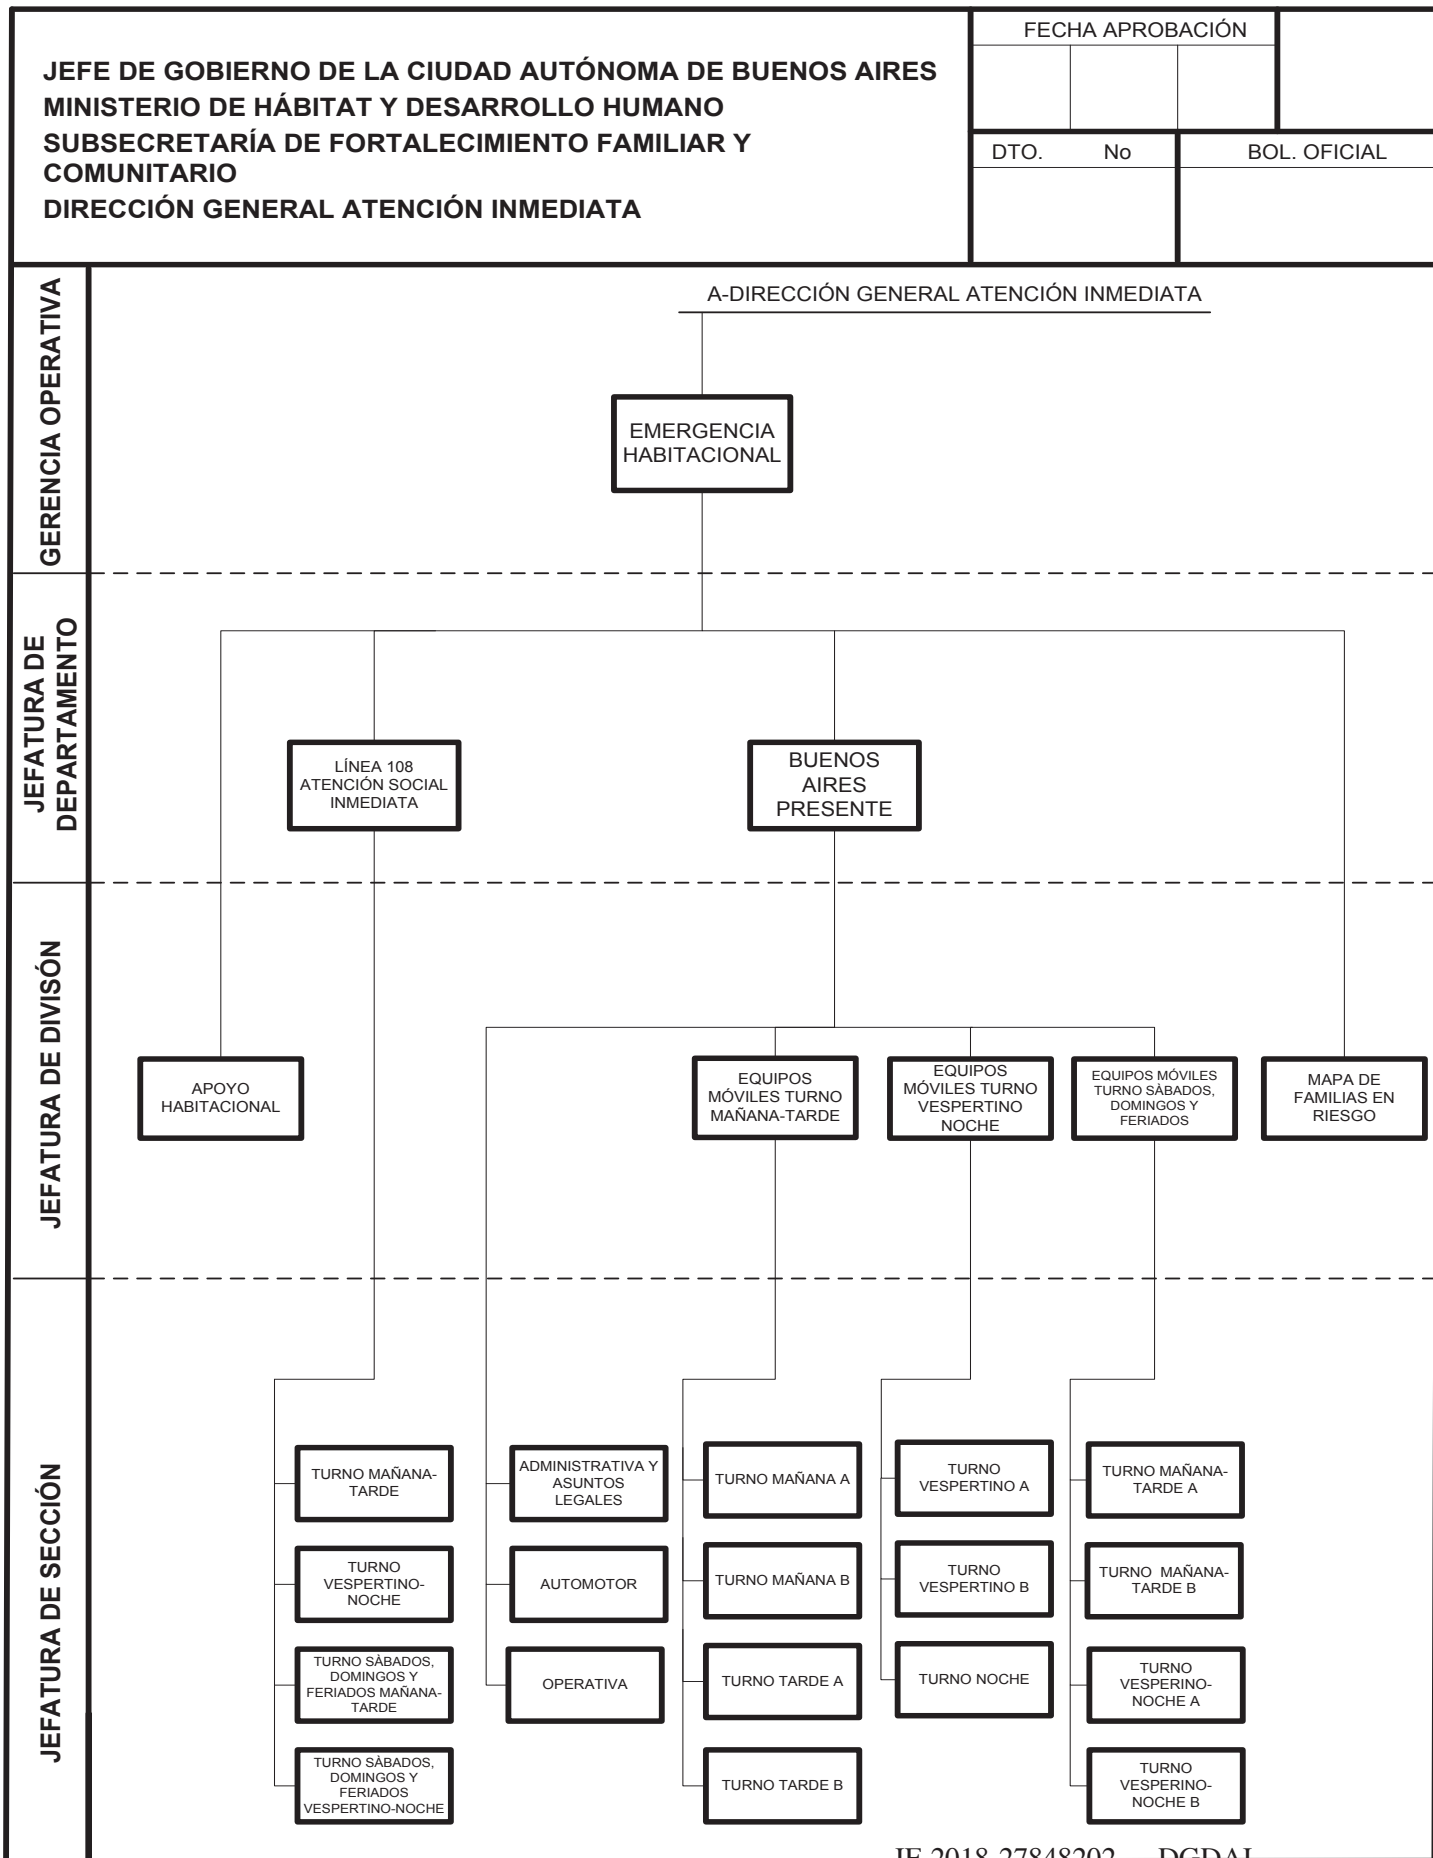 JEFE DE GOBIERNO DE LA CIUDAD AUTÓNOMA DE BUENOS AIRES
MINISTERIO DE HÁBITAT Y DESARROLLO HUMANO
SUBSECRETARÍA DE FORTALECIMIENTO FAMILIAR Y
COMUNITARIO
DIRECCIÓN GENERAL ATENCIÓN INMEDIATA
FECHA APROBACIÓN
DTO. No
BOL. OFICIAL
GERENCIA OPERATIVA
A-DIRECCIÓN GENERAL ATENCIÓN INMEDIATA
EMERGENCIA
HABITACIONAL
JEFATURA DE
DEPARTAMENTO
LÍNEA 108
ATENCIÓN SOCIAL
INMEDIATA
BUENOS
AIRES
PRESENTE
JEFATURA DE DIVISÓN
APOYO
HABITACIONAL
EQUIPOS
MÓVILES TURNO
MAÑANA-TARDE
EQUIPOS
MÓVILES TURNO
VESPERTINO
NOCHE
EQUIPOS MÓVILES
TURNO SÀBADOS,
DOMINGOS Y
FERIADOS
MAPA DE
FAMILIAS EN
RIESGO
JEFATURA DE SECCIÓN
TURNO MAÑANA-
TARDE
TURNO
VESPERTINO-
NOCHE
TURNO SÀBADOS,
DOMINGOS Y
FERIADOS MAÑANA-
TARDE
TURNO SÀBADOS,
DOMINGOS Y
FERIADOS
VESPERTINO-NOCHE
ADMINISTRATIVA Y
ASUNTOS
LEGALES
AUTOMOTOR
OPERATIVA
TURNO MAÑANA A
TURNO MAÑANA B
TURNO TARDE A
TURNO TARDE B
TURNO
VESPERTINO A
TURNO
VESPERTINO B
TURNO NOCHE
TURNO MAÑANA-
TARDE A
TURNO MAÑANA-
TARDE B
TURNO
VESPERINO-
NOCHE A
TURNO
VESPERINO-
NOCHE B
IF-2018-27848202- -DGDAI